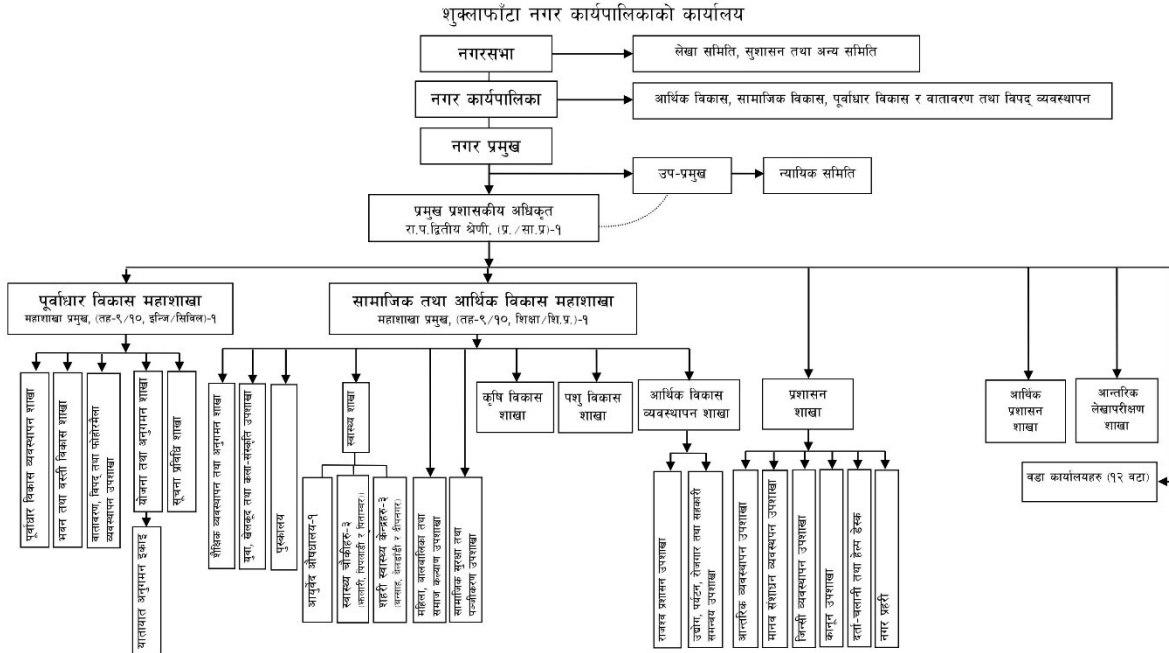 शुक्लाफाँटा नगर कार्यपालिकाको कार्यालय
नगरसभा
लेखा समिति, सुशासन तथा अन्य समिति
नगर कार्यपालिका
आर्थिक विकास, सामाजिक विकास, पूर्वाधार विकास र वातावरण तथा विपद् व्यवस्थापन
नगर प्रमुख
उप-प्रमुख
न्यायिक समिति
प्रमुख प्रशासकीय अधिकृत
रा.प.द्वितीय श्रेणी, (प्र./सा.प्र)-१
पूर्वाधार विकास महाशाखा
महाशाखा प्रमुख, (तह-९/१०, इन्जि/सिविल)-१
सामाजिक तथा आर्थिक विकास महाशाखा
महाशाखा प्रमुख, (तह-९/१०, शिक्षा/शि.प्र.)-१
पूर्वाधार विकास व्यवस्थापन शाखा
भवन तथा वस्ती विकास शाखा
वातावरण, विपद् तथा फोहोरमैला
व्यवस्थापन उपशाखा
योजना तथा अनुगमन शाखा
सूचना प्रविधि शाखा
यातायात अनुगमन इकाइ
शैक्षिक व्यवस्थापन तथा अनुगमन शाखा
युवा, खेलकूद तथा कला-संस्कृति उपशाखा
पुस्कालय
स्वास्थ्य शाखा
आयुर्वेद औषधालय-१
स्वास्थ्य चौकीहरु-३
(झलारी, पिपलाडी र
शहरी स्वास्थ्य केन्द्रहरु-३
र दीपनगर)
महिला, बालबालिका तथा
समाज कल्याण उपशाखा
सामाजिक सुरक्षा तथा
पञ्जीकरण उपशाखा
कृषि विकास
शाखा
पशु विकास
शाखा
आर्थिक विकास
व्यवस्थापन शाखा
राजश्व प्रशासन उपशाखा
उद्योग, पर्यटन, रोजगार तथा सहकारी
समन्वय उपशाखा
प्रशासन
शाखा
आन्तरिक व्यवस्थापन उपशाखा
मानव संशाधन व्यवस्थपन उपशाखा
जिन्सी व्यवस्थापन उपशाखा
कानून उपशाखा
दर्ता-चलानी तथा हेल्प डेस्क
नगर प्रहरी
आर्थिक
प्रशासन
शाखा
आन्तरिक
लेखापरीक्षण
शाखा
वडा कार्यालयहरु (१२ वटा)